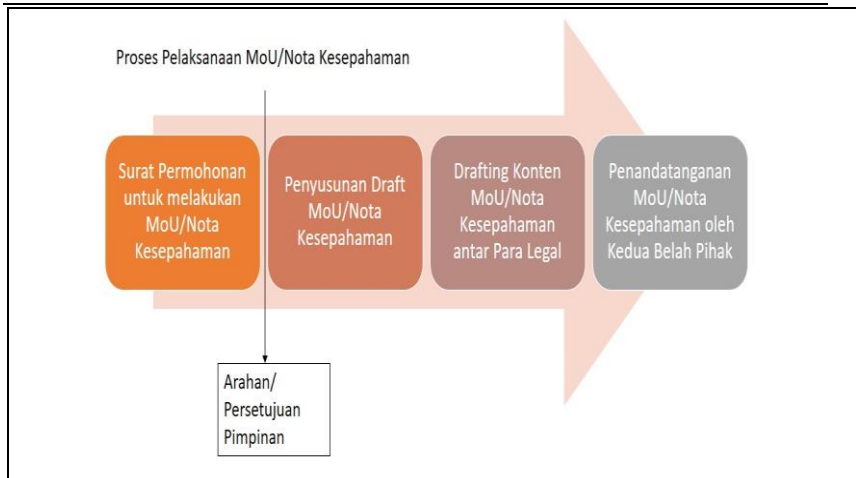 Proses Pelaksanaan MoU/Nota Kesepahaman
Surat Permohonan
untuk melakukan
MoU/Nota
Kesepahaman
Penyusunan Draft
MoU/Nota
Kesepahaman
Drafting Konten
MoU/Nota
Kesepahaman
antar Para Legal
Penandatanganan
MoU/Nota
Kesepahaman oleh
Kedua Belah Pihak
Arahan/
Persetujuan
Pimpinan